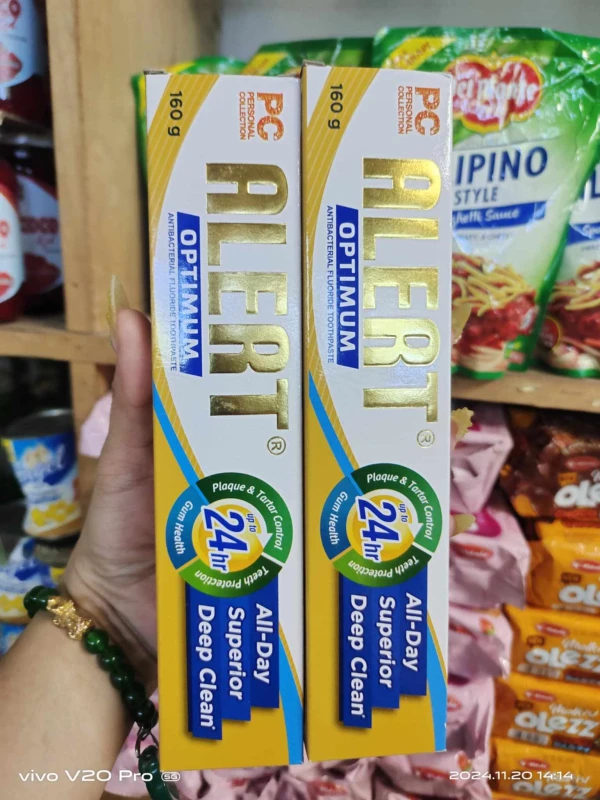 160 g
PC
PERSONAL
COLLECTION
ALERT®
OPTIMUM
ANTIBACTERIAL FLUORIDE TOOTHPASTE
Plaque & Tartar Control
Gum Health
Teeth Protection
up to
24hr
All-Day
Superior
Deep Clean*
160 g
PC
PERSONAL
COLLECTION
ALERT®
OPTIMUM
ANTIBACTERIAL FLUORIDE TOOTHPASTE
Plaque & Tartar Control
Gum Health
Teeth Protection
up to
24hr
All-Day
Superior
Deep Clean*
IPINO
STYLE
Sauce
olezz
olezz
vivo V20 Pro 5G
2024.11.20 14:14